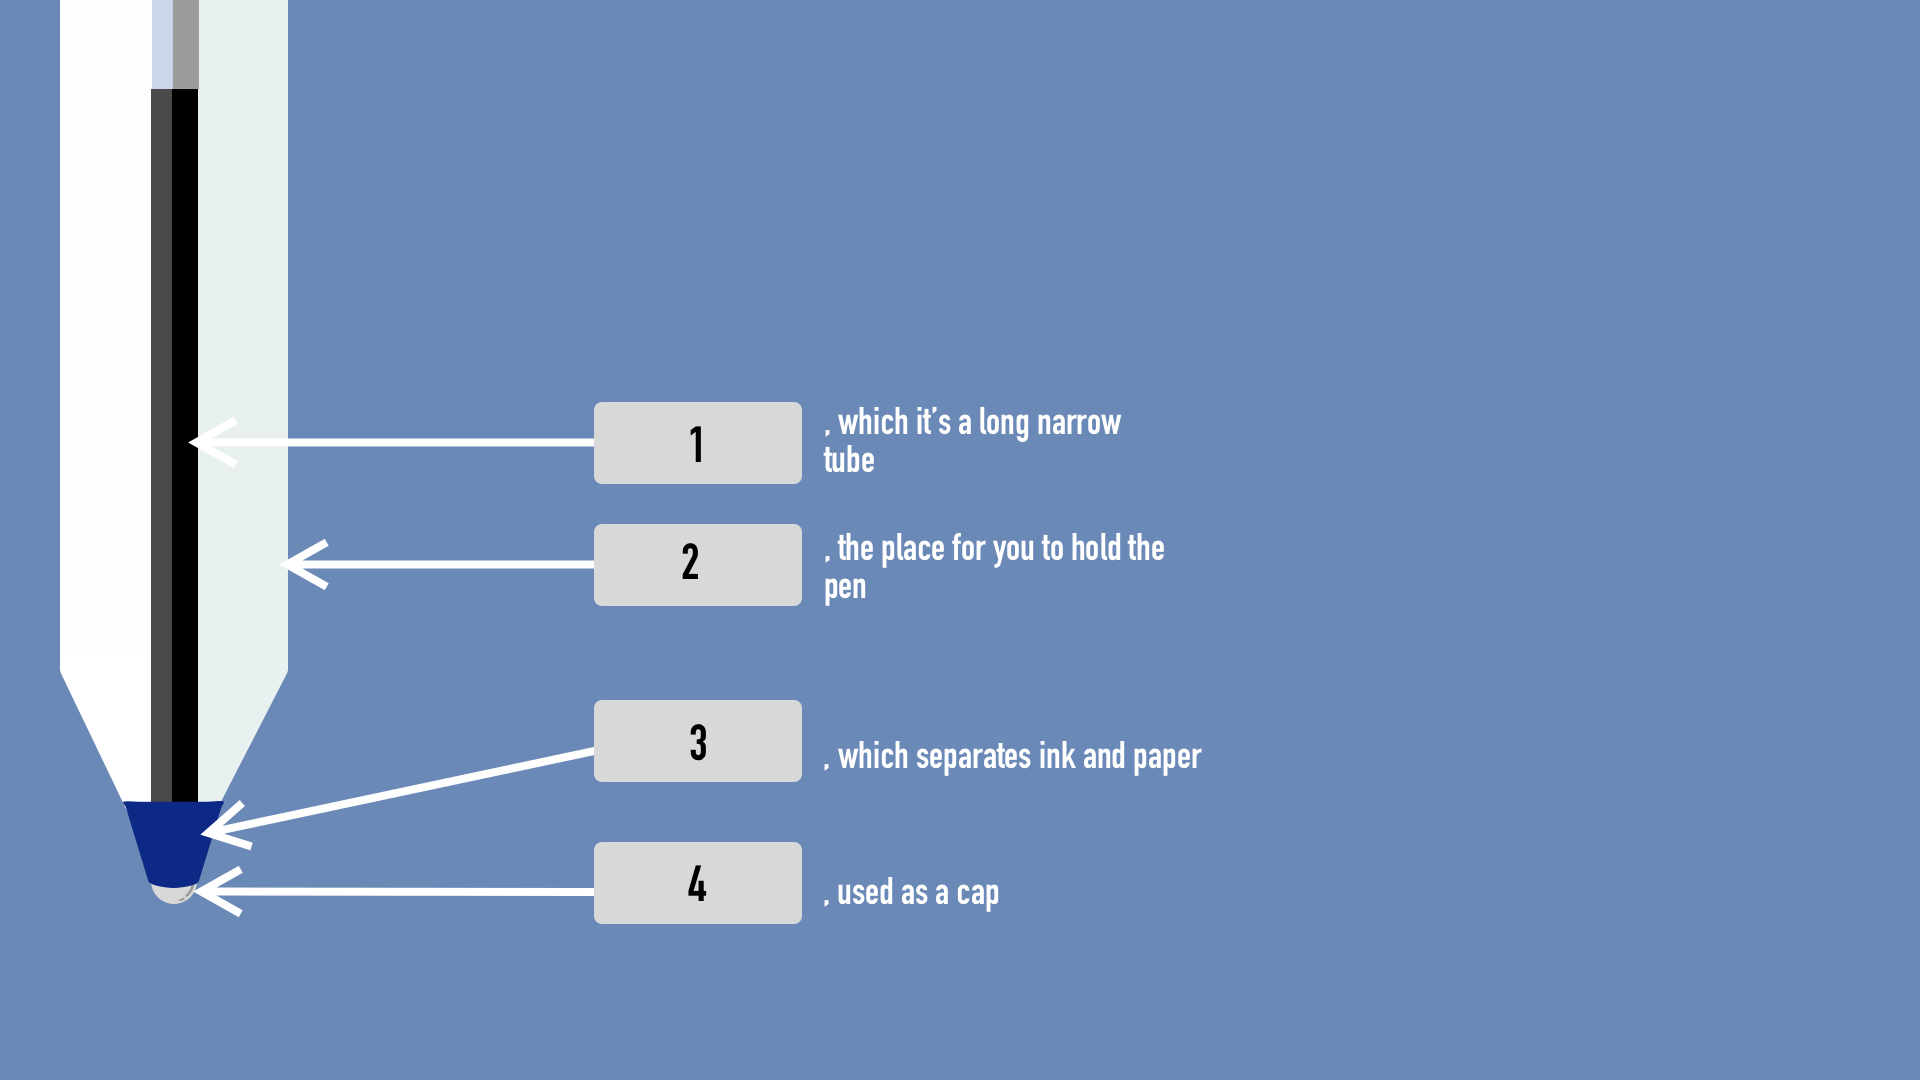 1
, which it’s a long narrow
tube
2
, the place for you to hold the
pen
3
, which separates ink and paper
4
, used as a cap